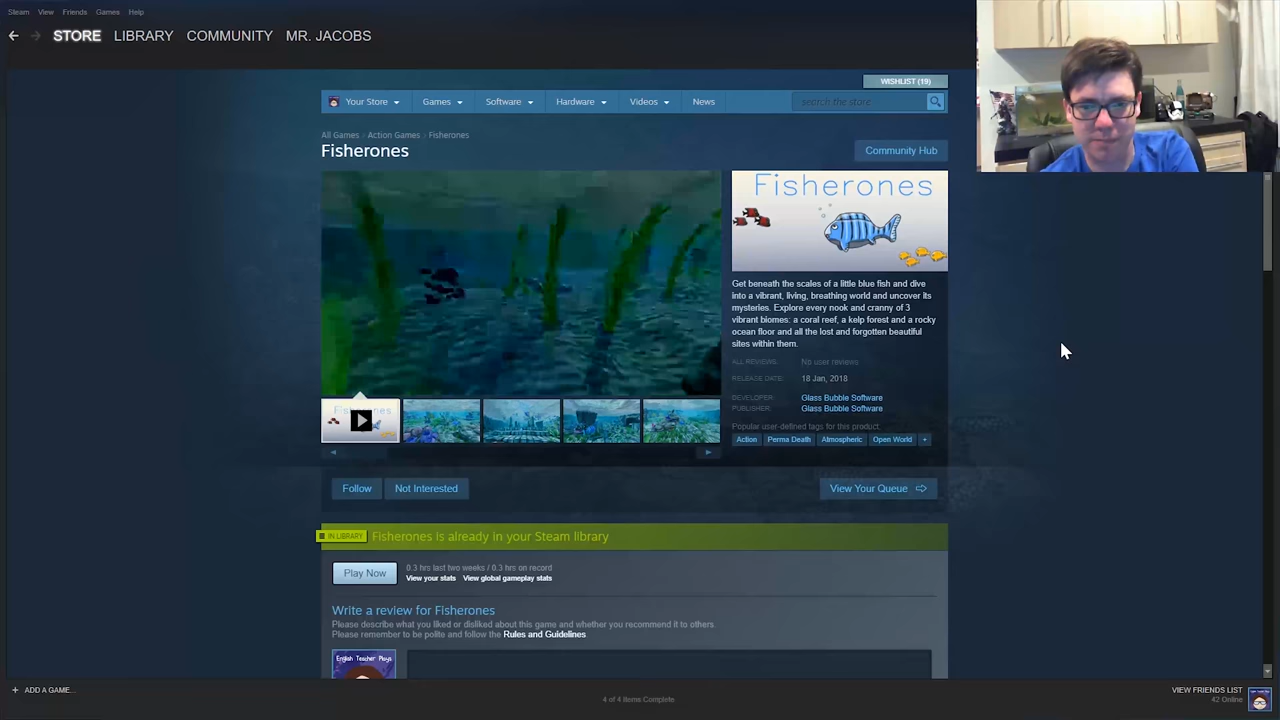 Steam View Friends Games Help
STORE LIBRARY COMMUNITY MR. JACOBS
WISHLIST (19)
Your Store Games Software Hardware Videos News search the store
All Games Action Games Fisherones
Fisherones
Community Hub
Fisherones
Get beneath the scales of a little blue fish and dive
into a vibrant, living, breathing world and uncover its
mysteries. Explore every nook and cranny of 3
vibrant biomes: a coral reef, a kelp forest and a rocky
ocean floor and all the lost and forgotten beautiful
sites within them.
ALL REVIEWS: No user reviews
RELEASE DATE: 18 Jan, 2018
DEVELOPER: Glass Bubble Software
PUBLISHER: Glass Bubble Software
Popular user-defined tags for this product:
Action Perma Death Atmospheric Open World +
Fisherones
Follow Not Interested View Your Queue
IN LIBRARY Fisherones is already in your Steam library
Play Now
0.3 hrs last two weeks / 0.3 hrs on record
View your stats View global gameplay stats
Write a review for Fisherones
Please describe what you liked or disliked about this game and whether you recommend it to others.
Please remember to be polite and follow the Rules and Guidelines
English Teacher Plays
+ ADD A GAME...
4 of 4 Items Complete
VIEW FRIENDS LIST
42 Online